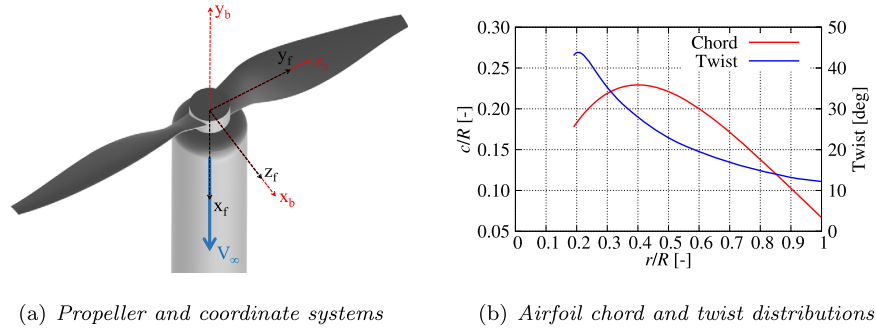 y_b
y_f
z_b
z_f
x_b
x_f
V_∞
(a) Propeller and coordinate systems
0.30
0.25
0.20
0.15
0.10
0.05
c/R [-]
Chord
Twist
50
40
30
20
10
0
Twist [deg]
0 0.1 0.2 0.3 0.4 0.5 0.6 0.7 0.8 0.9 1
r/R [-]
(b) Airfoil chord and twist distributions